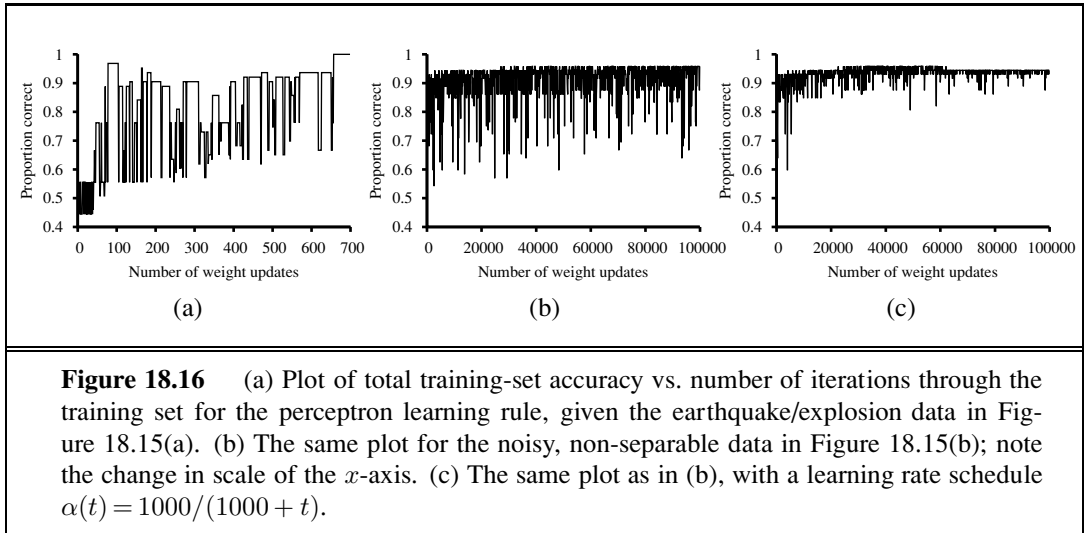 1
0.9
0.8
0.7
0.6
0.5
0.4
Proportion correct
0 100 200 300 400 500 600 700
Number of weight updates
(a)
1
0.9
0.8
0.7
0.6
0.5
0.4
Proportion correct
0 20000 40000 60000 80000 100000
Number of weight updates
(b)
1
0.9
0.8
0.7
0.6
0.5
0.4
Proportion correct
0 20000 40000 60000 80000 100000
Number of weight updates
(c)
Figure 18.16 (a) Plot of total training-set accuracy vs. number of iterations through the
training set for the perceptron learning rule, given the earthquake/explosion data in Fig-
ure 18.15(a). (b) The same plot for the noisy, non-separable data in Figure 18.15(b); note
the change in scale of the x-axis. (c) The same plot as in (b), with a learning rate schedule
α(t) = 1000/(1000 + t).